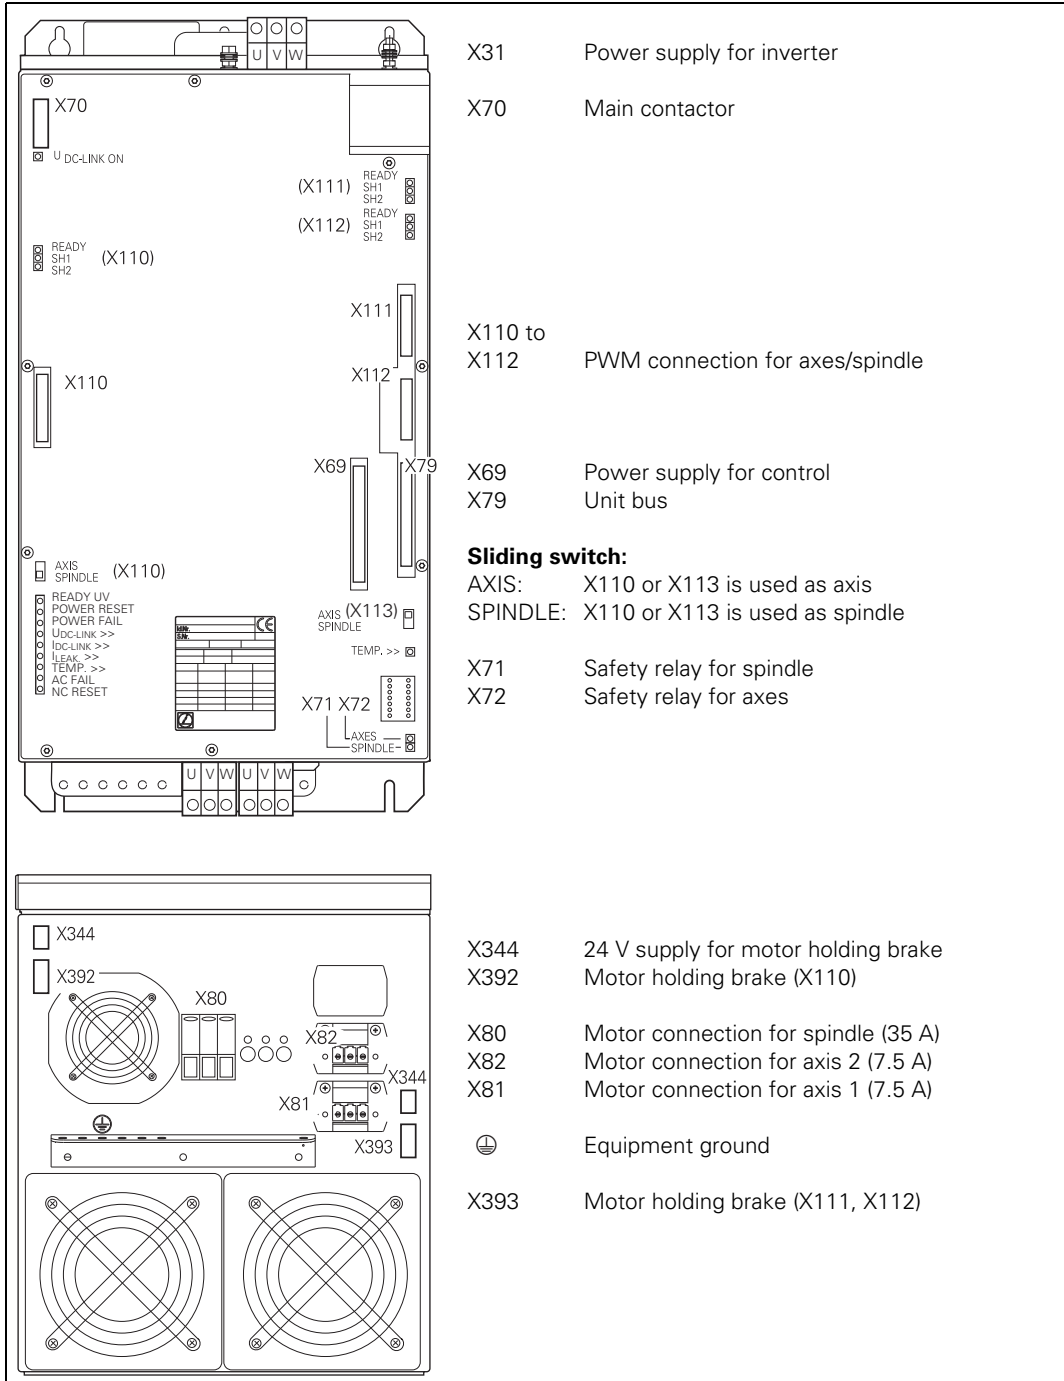 U V W
X31 Power supply for inverter
X70
X70 Main contactor
U DC-LINK ON
(X111) READY
SH1
SH2
(X112) READY
SH1
SH2
READY
SH1
SH2
(X110)
X111
X110 to
X112 PWM connection for axes/spindle
X112
X110
X69 X79
X69 Power supply for control
X79 Unit bus
Sliding switch:
AXIS: X110 or X113 is used as axis
SPINDLE: X110 or X113 is used as spindle
AXIS
SPINDLE
(X110)
READY UV
POWER RESET
POWER FAIL
UDC-LINK >>
IDC-LINK >>
ILEAK. >>
TEMP. >>
AC FAIL
NC RESET
Id.Nr.
S.Nr.
CE
AXIS (X113)
SPINDLE
TEMP. >>
X71 X72
AXES
SPINDLE
X71 Safety relay for spindle
X72 Safety relay for axes
U V W U V W
X344
X392
X80
X82
X344
X81
X393
X344 24 V supply for motor holding brake
X392 Motor holding brake (X110)
X80 Motor connection for spindle (35 A)
X82 Motor connection for axis 2 (7.5 A)
X81 Motor connection for axis 1 (7.5 A)
Equipment ground
X393 Motor holding brake (X111, X112)